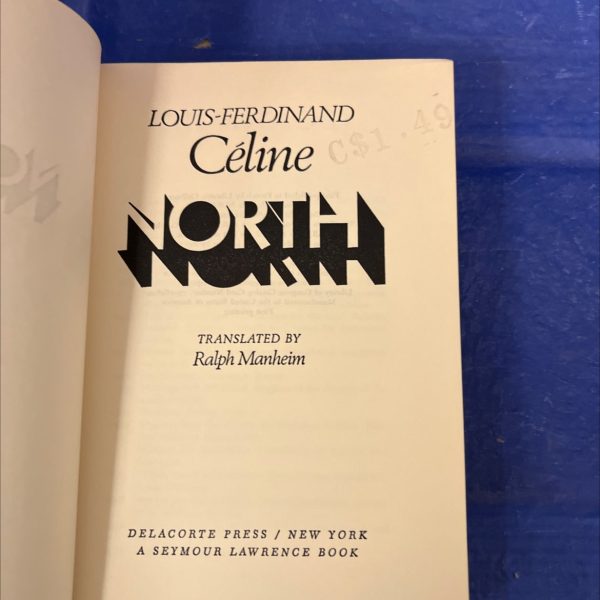 LOUIS-FERDINAND
Céline
C$1.49
NORTH
TRANSLATED BY
Ralph Manheim
DELACORTE PRESS / NEW YORK
A SEYMOUR LAWRENCE BOOK